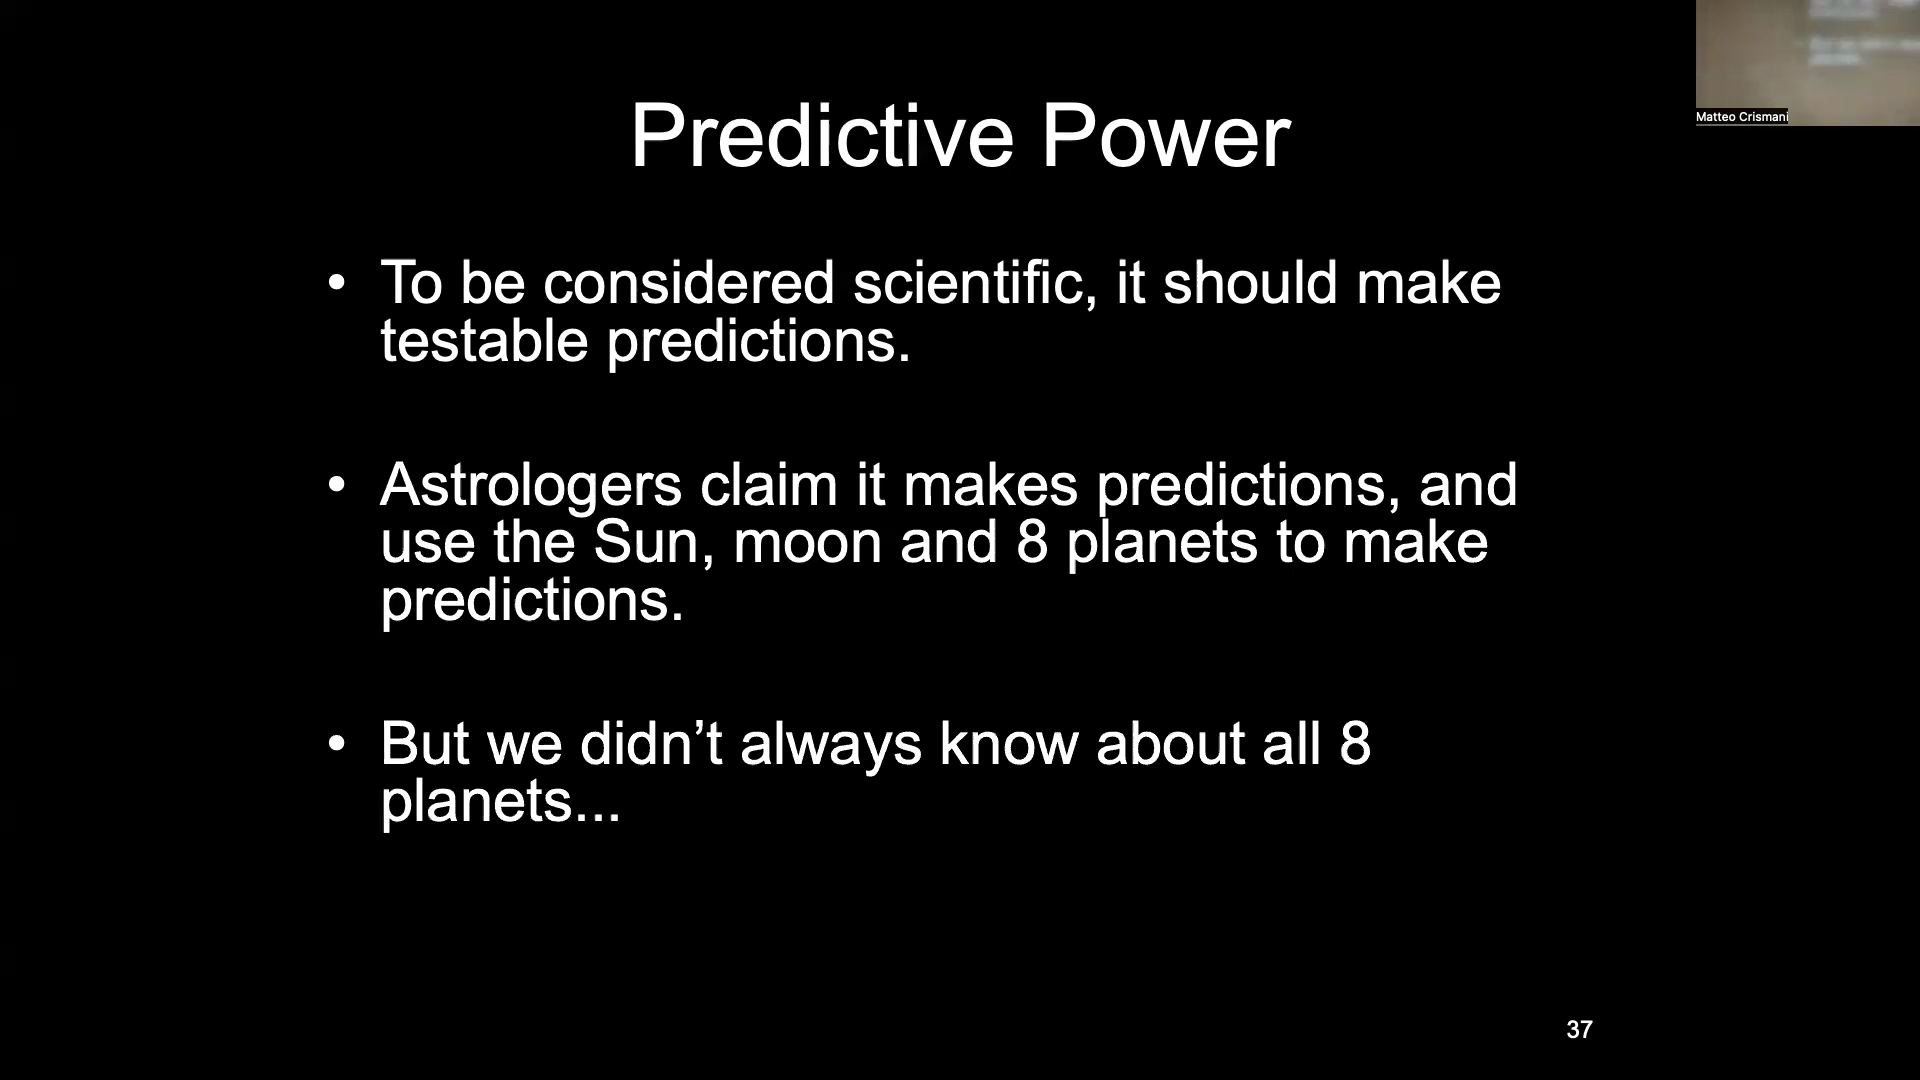 Matteo Crismani
Predictive Power
• To be considered scientific, it should make
testable predictions.
• Astrologers claim it makes predictions, and
use the Sun, moon and 8 planets to make
predictions.
• But we didn’t always know about all 8
planets...
37